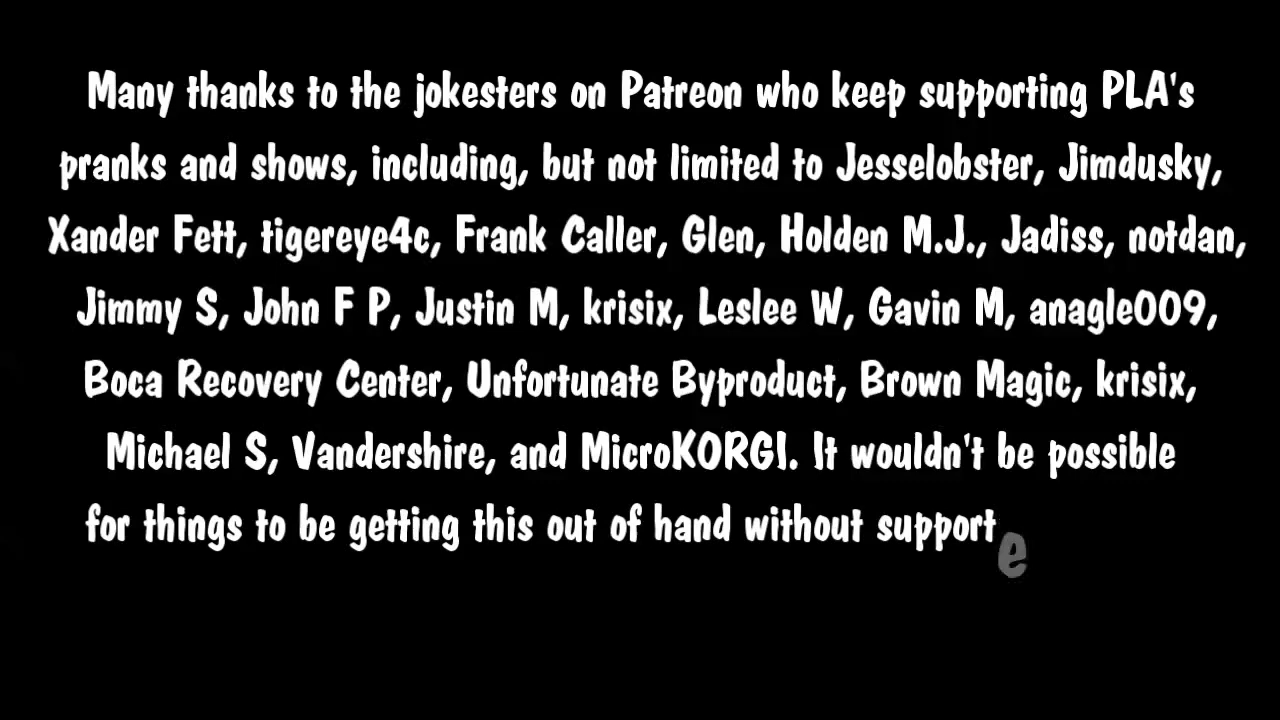 Many thanks to the jokesters on Patreon who keep supporting PLA's
pranks and shows, including, but not limited to Jesselobster, Jimdusky,
Xander Fett, tigereye4c, Frank Caller, Glen, Holden M.J., Jadiss, notdan,
Jimmy S, John F P, Justin M, krisix, Leslee W, Gavin M, anagle009,
Boca Recovery Center, Unfortunate Byproduct, Brown Magic, krisix,
Michael S, Vandershire, and MicroKORGI. It wouldn't be possible
for things to be getting this out of hand without supporte